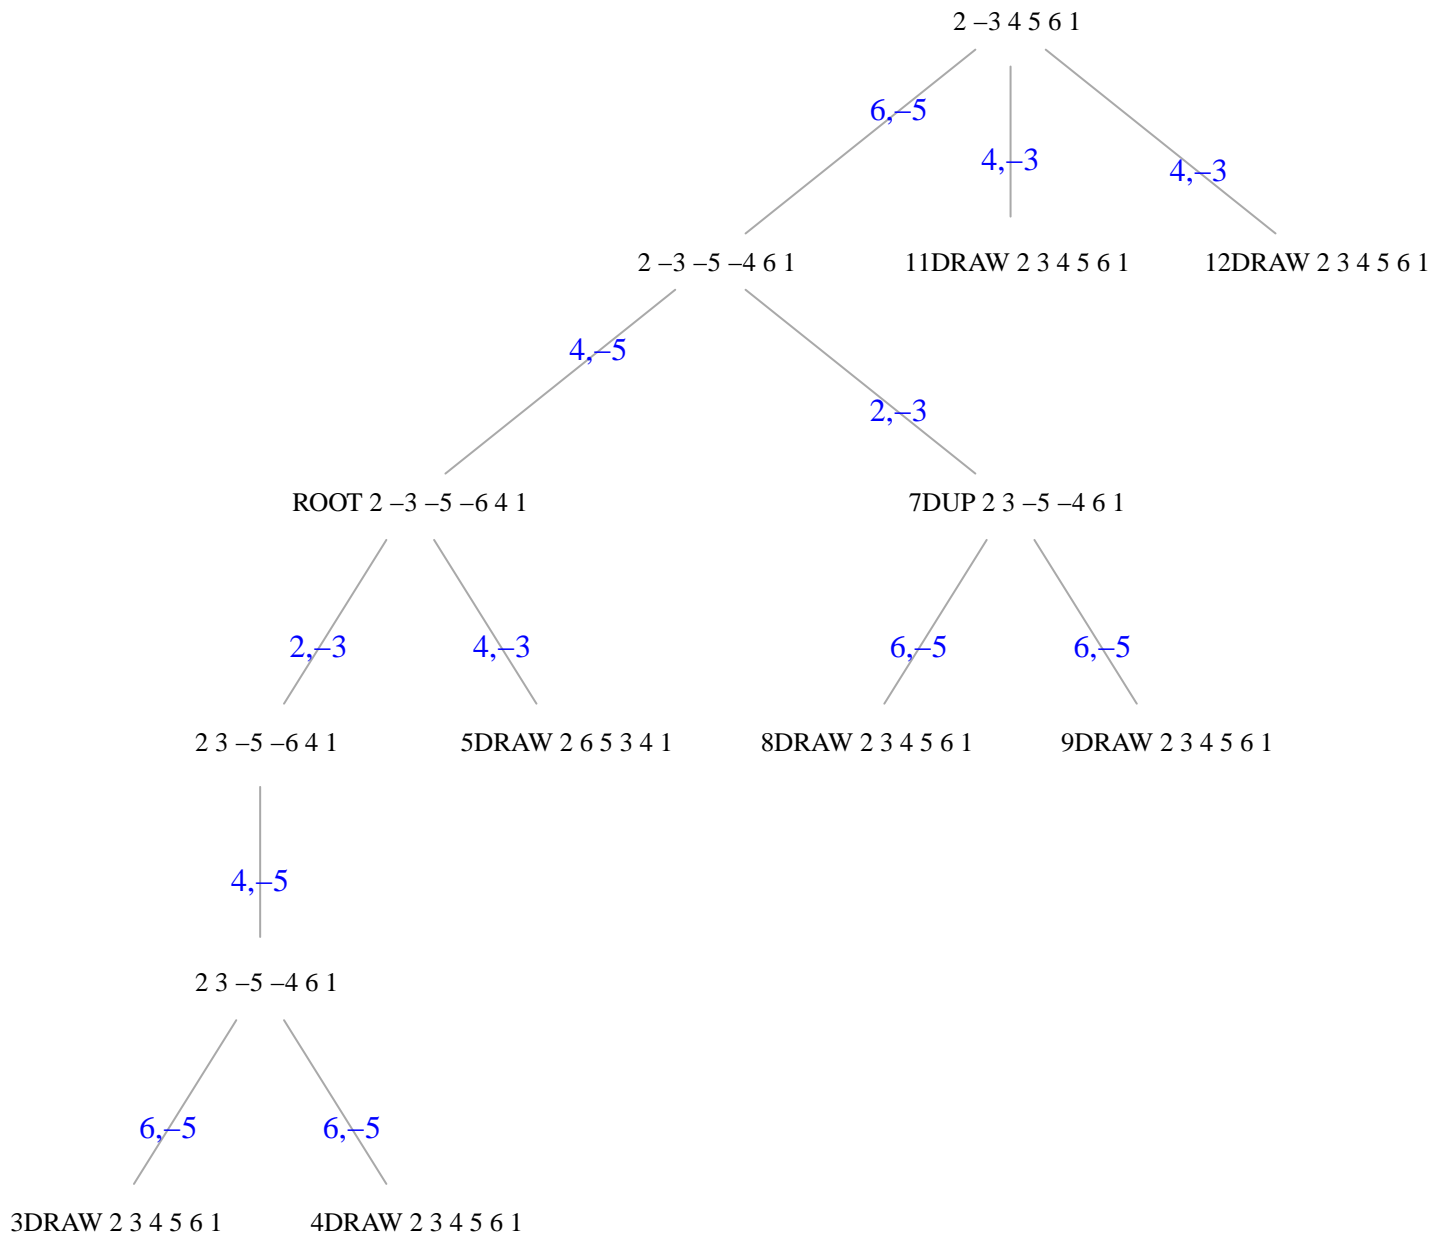 2 –3 4 5 6 1
6,–5
4,–3
4,–3
2 –3 –5 –4 6 1
11DRAW 2 3 4 5 6 1
12DRAW 2 3 4 5 6 1
4,–5
2,–3
ROOT 2 –3 –5 –6 4 1
7DUP 2 3 –5 –4 6 1
2,–3
4,–3
6,–5
6,–5
2 3 –5 –6 4 1
5DRAW 2 6 5 3 4 1
8DRAW 2 3 4 5 6 1
9DRAW 2 3 4 5 6 1
4,–5
2 3 –5 –4 6 1
6,–5
6,–5
3DRAW 2 3 4 5 6 1
4DRAW 2 3 4 5 6 1